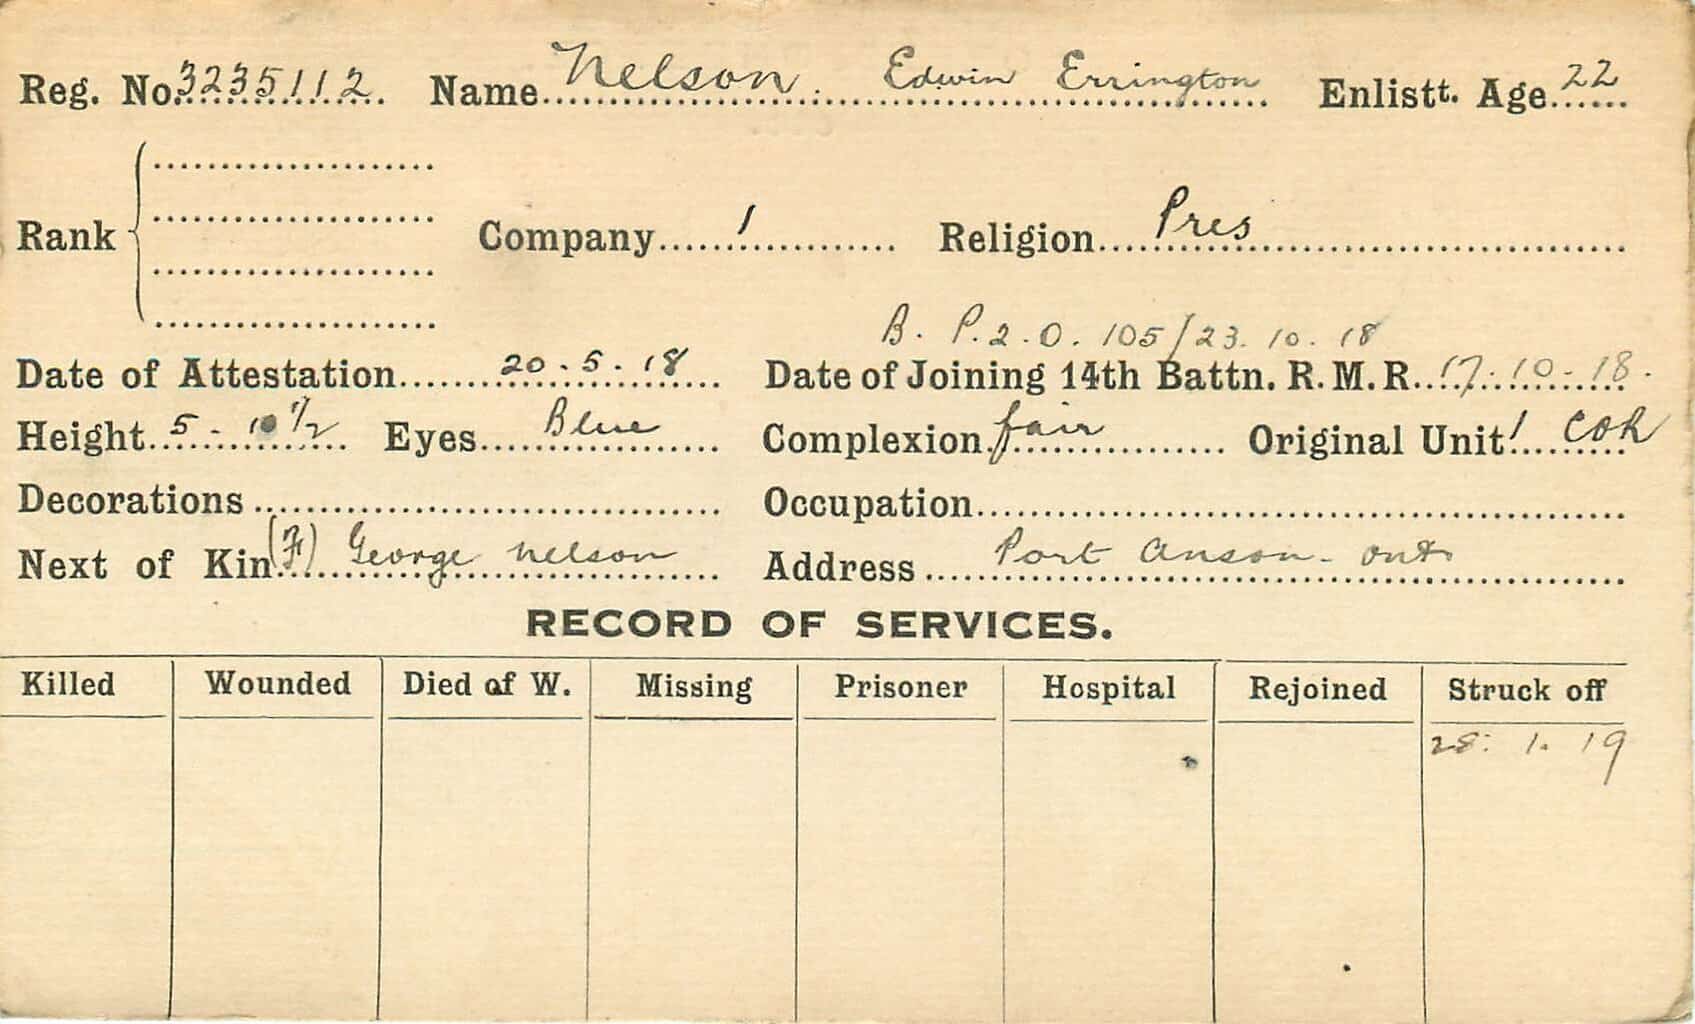 Reg. No. 3235112 Name Nelson Edwin Errington Enlistt. Age 22
Rank Company 1 Religion Pres
B. P.2.O. 105/23.10.18
Date of Attestation 20.5.18 Date of Joining 14th Battn. R.M.R. 17.10.18.
Height 5-10 1/2 Eyes Blue Complexion fair Original Unit 1 COR
Decorations Occupation
Next of Kin (F) George Nelson Address Port Anson-Ont
RECORD OF SERVICES.
Killed Wounded Died of W. Missing Prisoner Hospital Rejoined Struck off
28. 1. 19